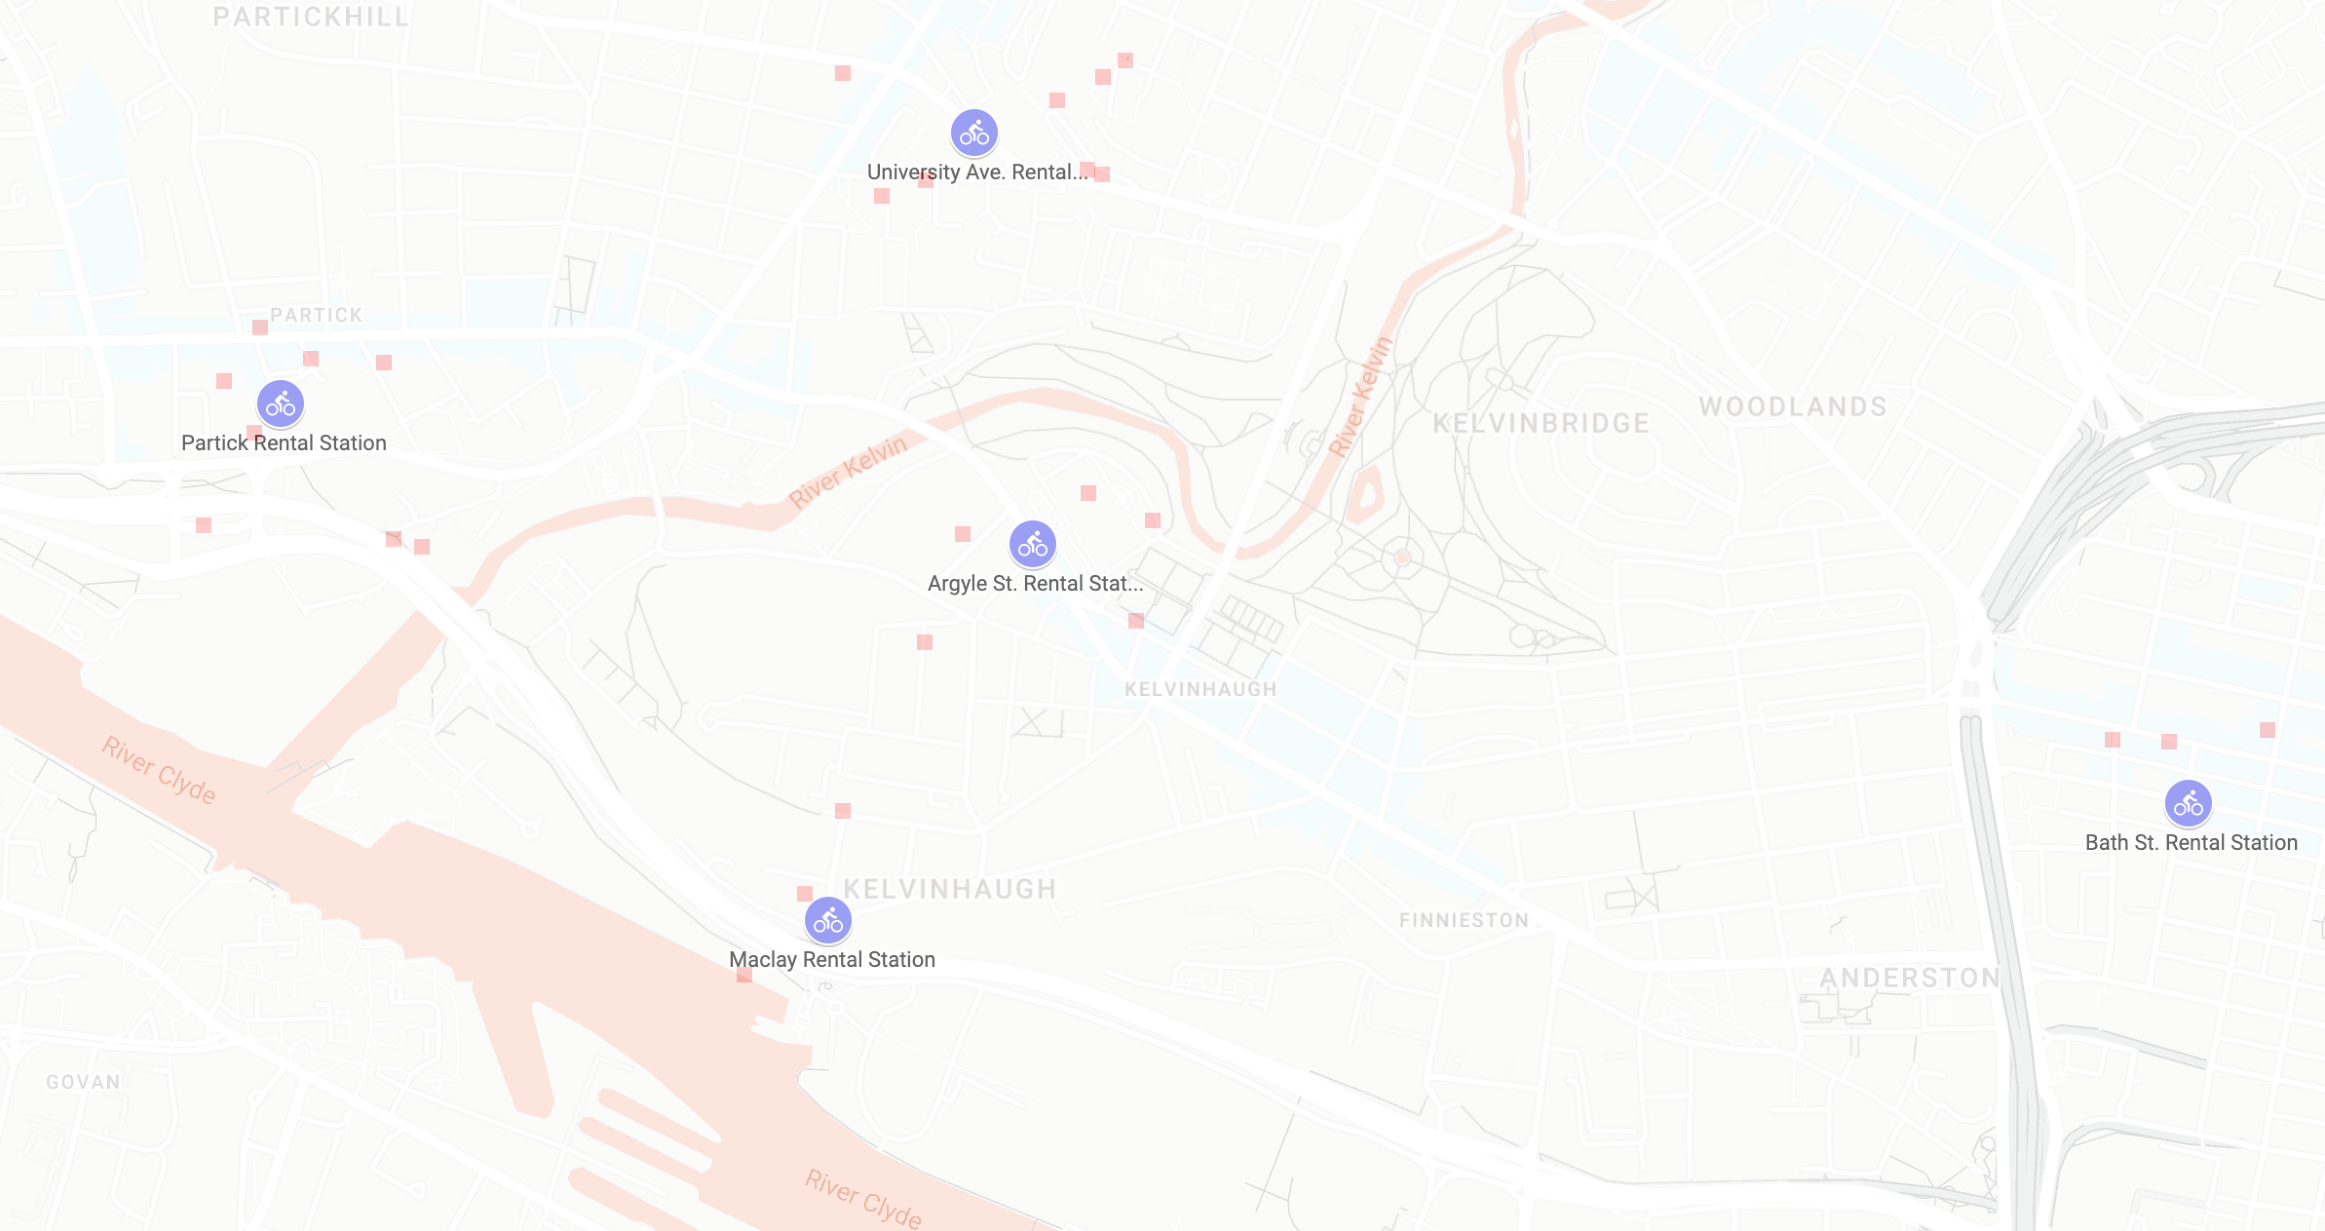 PARTICKHILL
University Ave. Rental...
PARTICK
River Kelvin
WOODLANDS
KELVINBRIDGE
Partick Rental Station
River Kelvin
Argyle St. Rental Stat...
KELVINHAUGH
River Clyde
Bath St. Rental Station
KELVINHAUGH
FINNIESTON
Maclay Rental Station
ANDERSTON
GOVAN
River Clyde